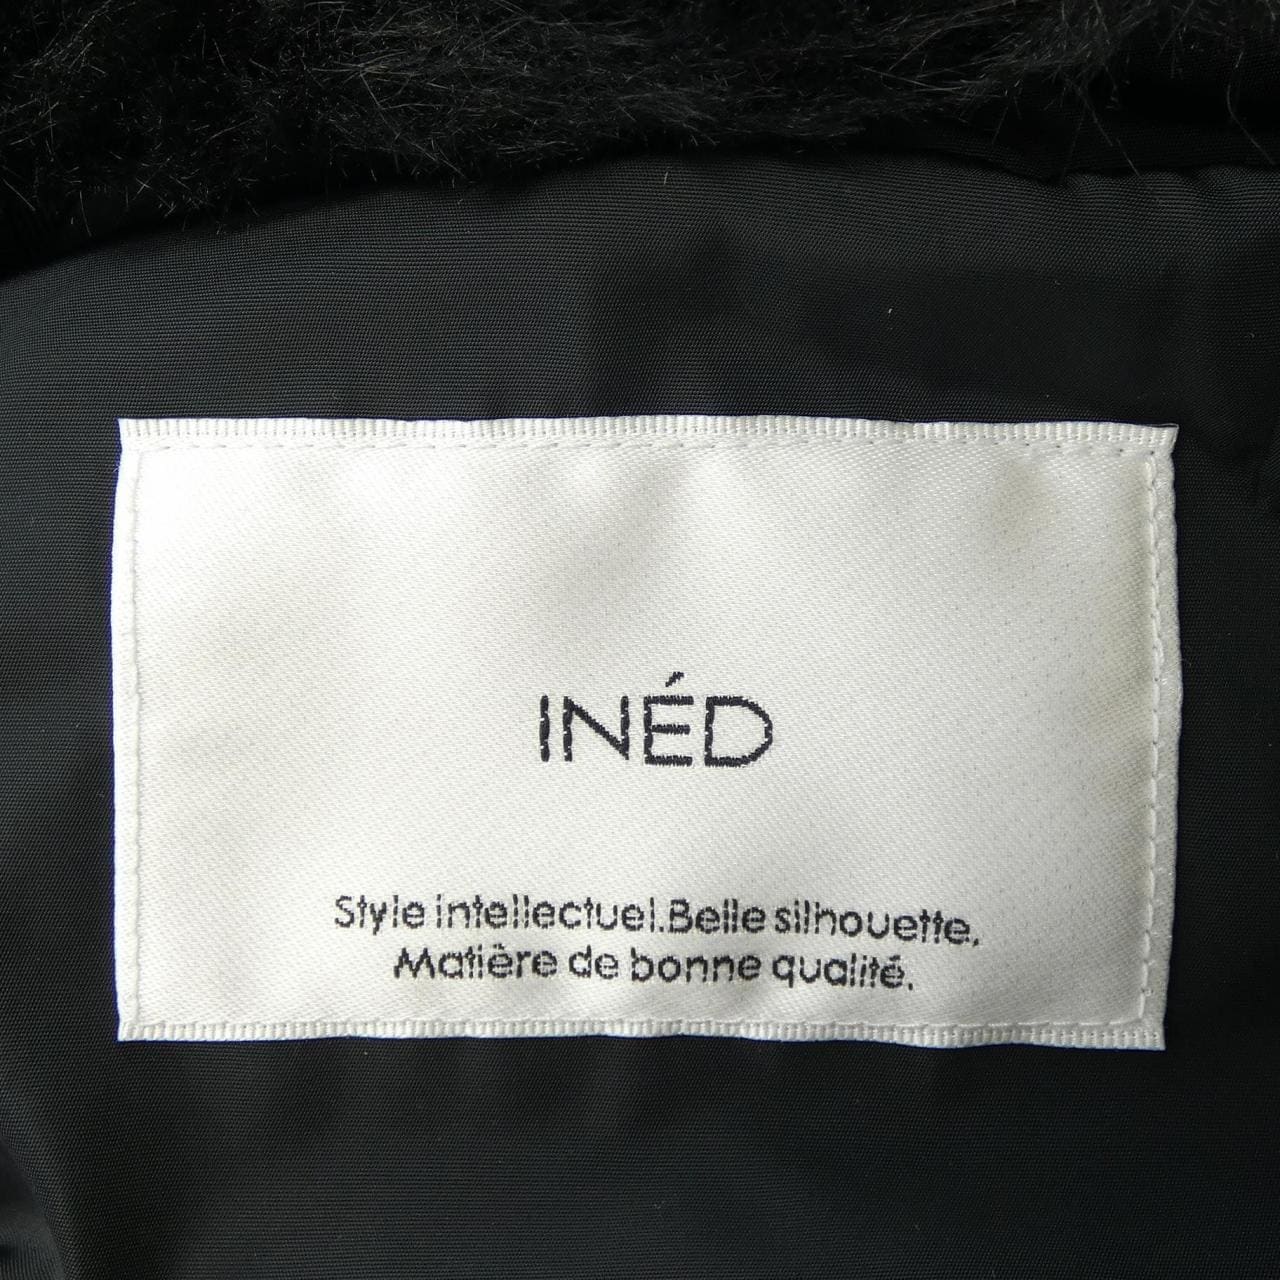 INÉD
Style intellectuel.Belle silhouette.
Matière de bonne qualité.